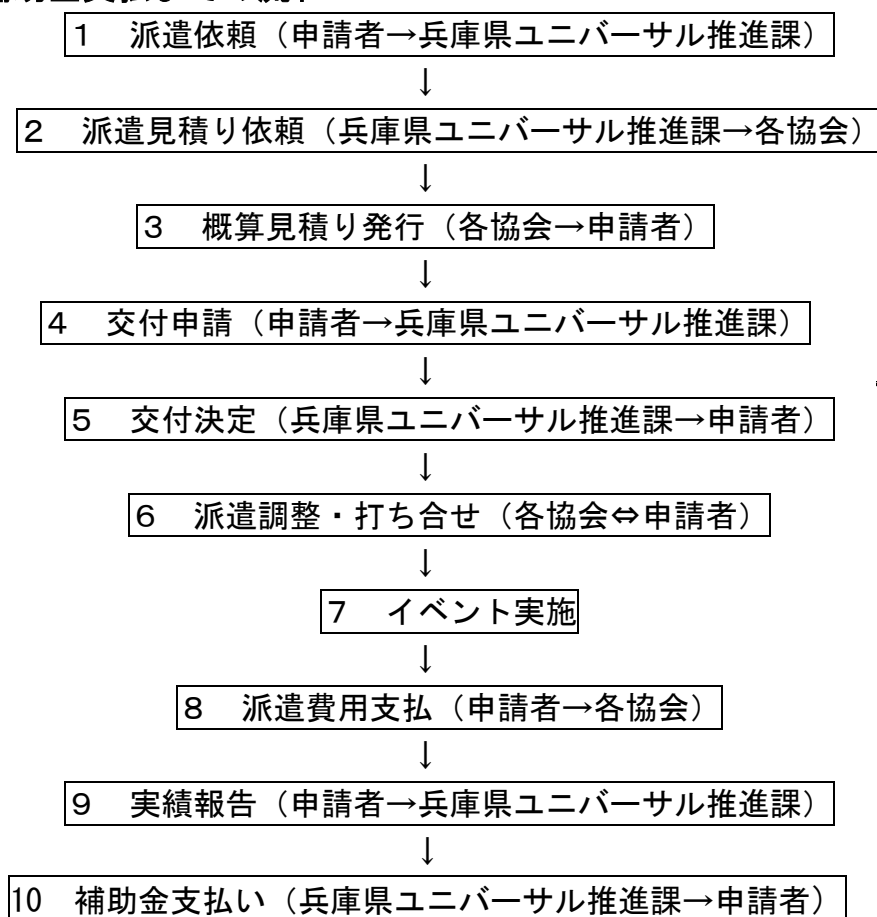 1　派遣依頼（申請者→兵庫県ユニバーサル推進課）
↓
2　派遣見積り依頼（兵庫県ユニバーサル推進課→各協会）
↓
3　概算見積り発行（各協会→申請者）
↓
4　交付申請（申請者→兵庫県ユニバーサル推進課）
↓
5　交付決定（兵庫県ユニバーサル推進課→申請者）
↓
6　派遣調整・打ち合せ（各協会⇔申請者）
↓
7　イベント実施
↓
8　派遣費用支払（申請者→各協会）
↓
9　実績報告（申請者→兵庫県ユニバーサル推進課）
↓
10　補助金支払い（兵庫県ユニバーサル推進課→申請者）